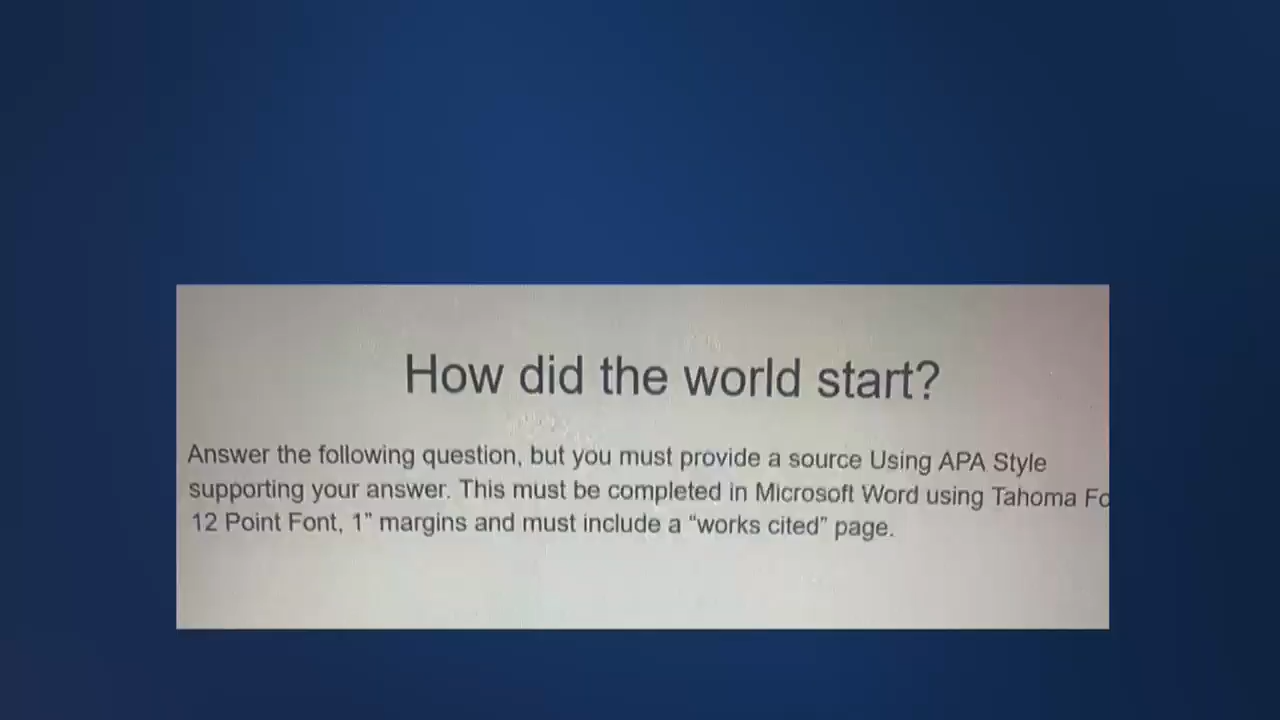 How did the world start?
Answer the following question, but you must provide a source Using APA Style
supporting your answer. This must be completed in Microsoft Word using Tahoma Fo
12 Point Font, 1” margins and must include a “works cited” page.